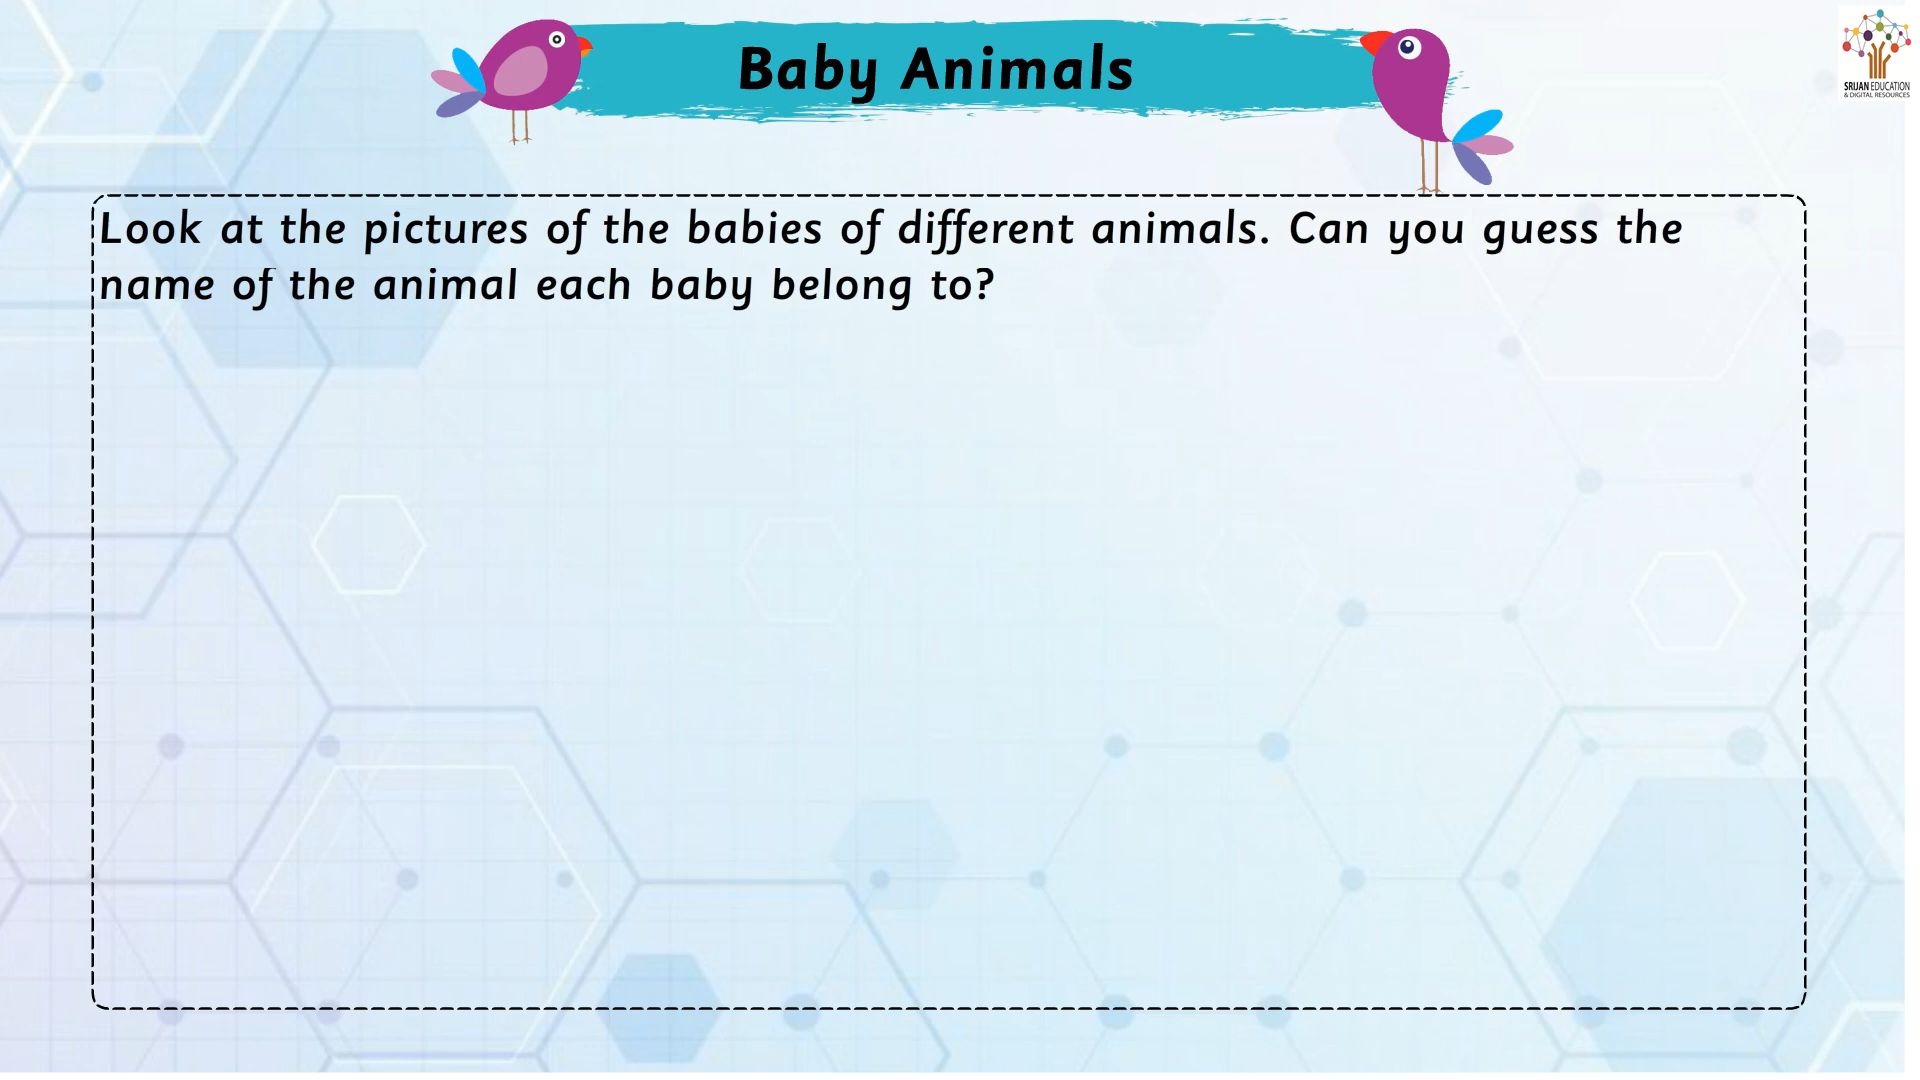 Baby Animals
SRIJAN EDUCATION
& DIGITAL RESOURCES
Look at the pictures of the babies of different animals. Can you guess the
name of the animal each baby belong to?